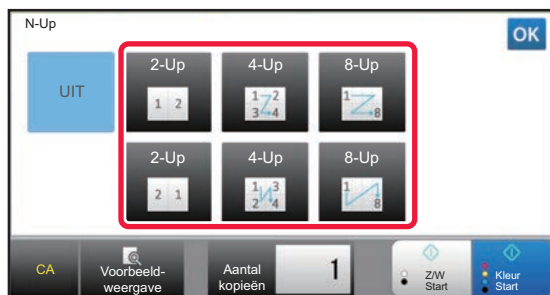 N-Up
OK
UIT
2-Up
4-Up
8-Up
1 2
1 2
3 4
1
8
2-Up
4-Up
8-Up
2 1
1 3
2 4
1
8
CA
Voorbeeld-
weergave
Aantal
kopieën
1
Z/W
Start
Kleur
Start